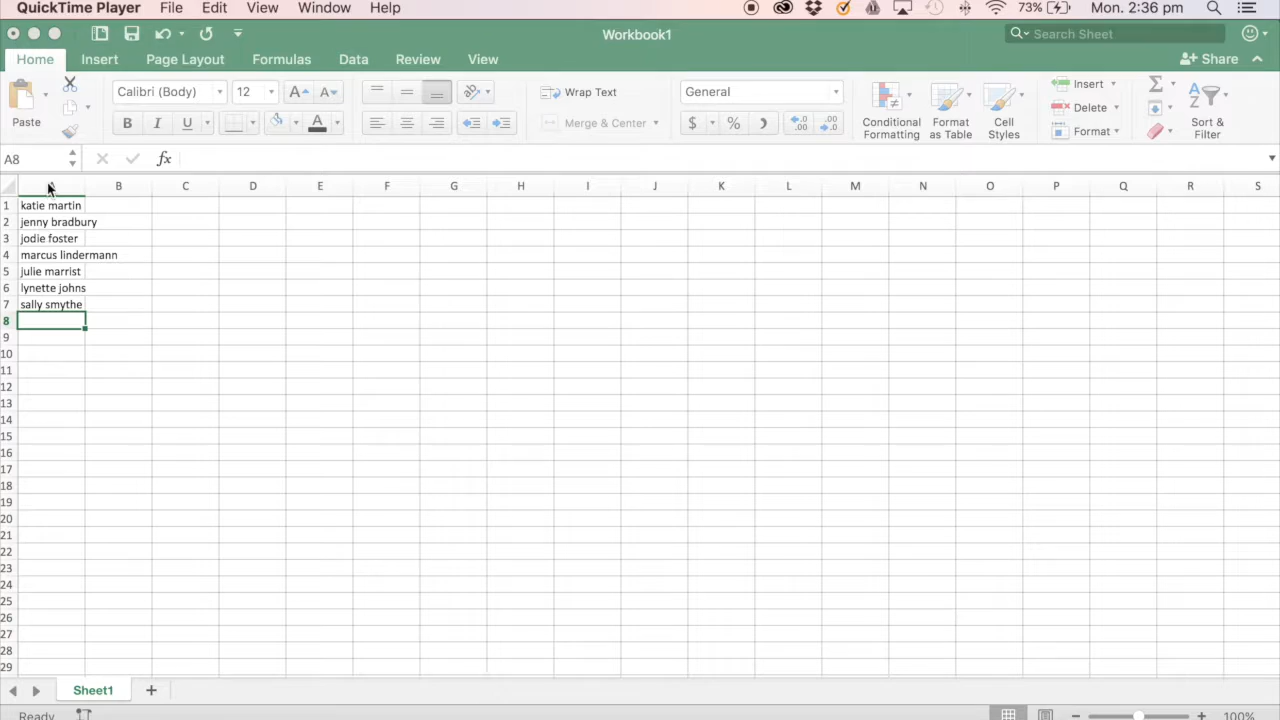 QuickTime Player File Edit View Window Help 73% Mon. 2:36 pm
Workbook1
Search Sheet
Home Insert Page Layout Formulas Data Review View
Share
Paste
Calibri (Body) 12 A A
B I U A
Wrap Text
Merge & Center
General
$ %
Conditional Formatting
Format as Table
Cell Styles
Insert
Delete
Format
Sort & Filter
A8 fx
A B C D E F G H I J K L M N O P Q R S
1 katie martin
2 jenny bradbury
3 jodie foster
4 marcus lindermann
5 julie marrist
6 lynette johns
7 sally smythe
8
9
10
11
12
13
14
15
16
17
18
19
20
21
22
23
24
25
26
27
28
29
Sheet1
Ready 100%